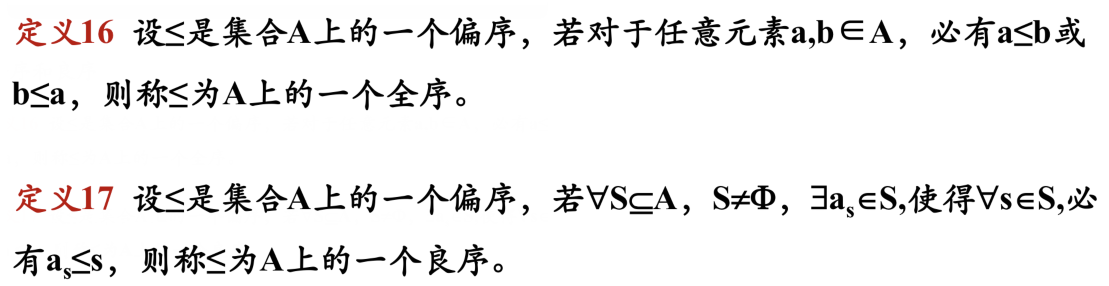 定义16 设≤是集合A上的一个偏序，若对于任意元素a,b∈A，必有a≤b或
b≤a，则称≤为A上的一个全序。
定义17 设≤是集合A上的一个偏序，若∀S⊆A，S≠Φ，∃aₛ∈S,使得∀s∈S,必
有aₛ≤s，则称≤为A上的一个良序。